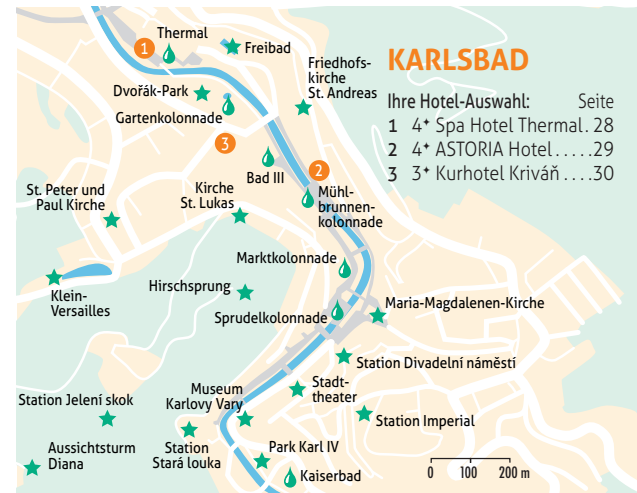 KARLSBAD
Ihre Hotel-Auswahl: Seite
1 4✦ Spa Hotel Thermal. 28
2 4✦ ASTORIA Hotel.....29
3 3✦ Kurhotel Kriváň ....30
1
Thermal
Freibad
Friedhofs-
kirche
St. Andreas
Dvořák-Park
Gartenkolonnade
3
Bad III
2
Mühl-
brunnen-
kolonnade
St. Peter und
Paul Kirche
Kirche
St. Lukas
Marktkolonnade
Klein-
Versailles
Hirschsprung
Maria-Magdalenen-Kirche
Sprudelkolonnade
Station Divadelní náměstí
Stadt-
theater
Museum
Karlovy Vary
Station Jelení skok
Station Imperial
Aussichtsturm
Diana
Station
Stará louka
Park Karl IV
Kaiserbad
0 100 200 m